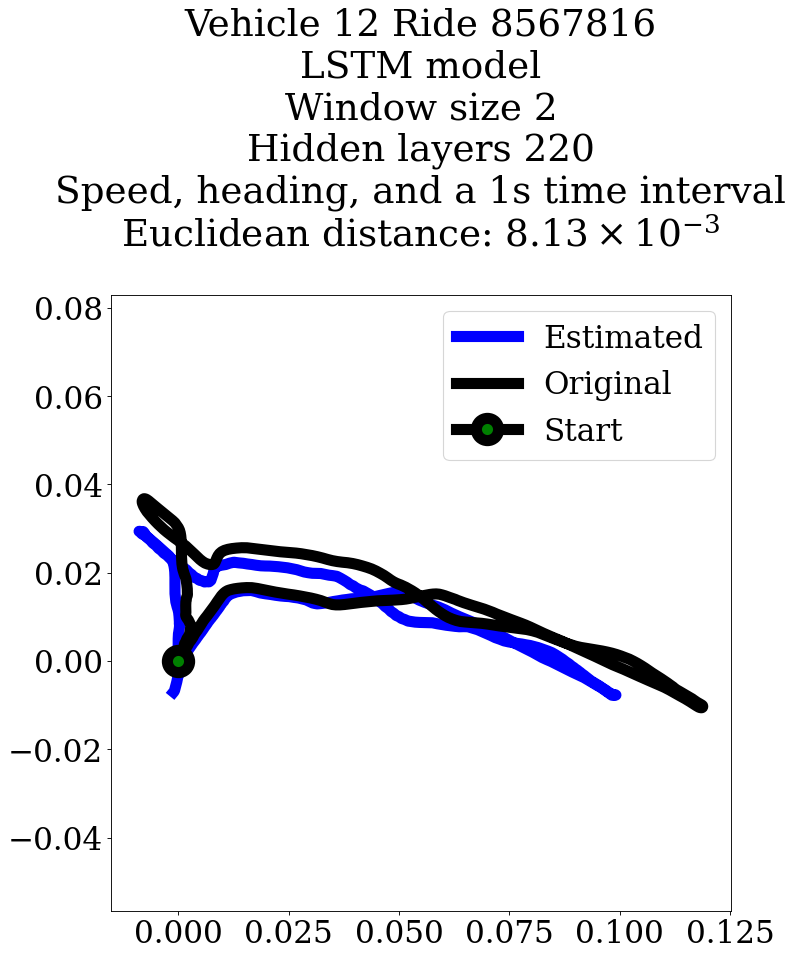 Vehicle 12 Ride 8567816
LSTM model
Window size 2
Hidden layers 220
Speed, heading, and a 1s time interval
Euclidean distance: 8.13 × 10⁻³
Estimated
Original
Start
0.08
0.06
0.04
0.02
0.00
−0.02
−0.04
0.000 0.025 0.050 0.075 0.100 0.125